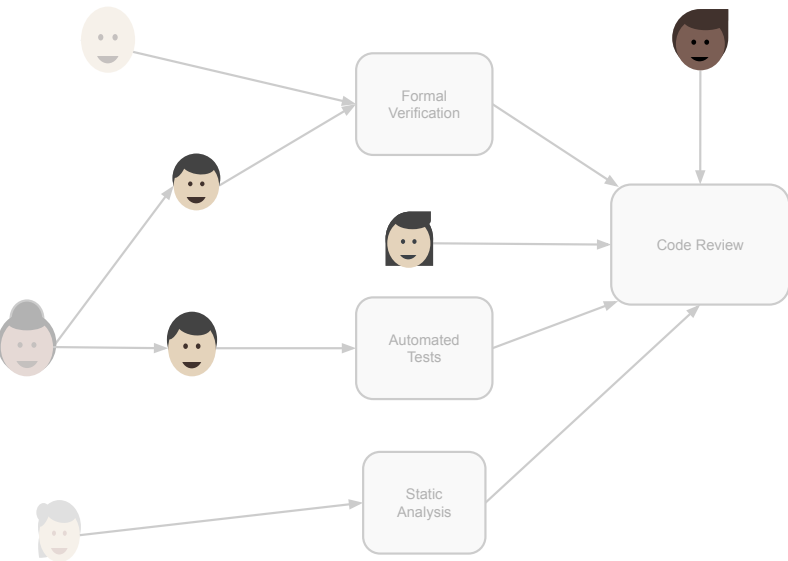 Formal
Verification
Code Review
Automated
Tests
Static
Analysis